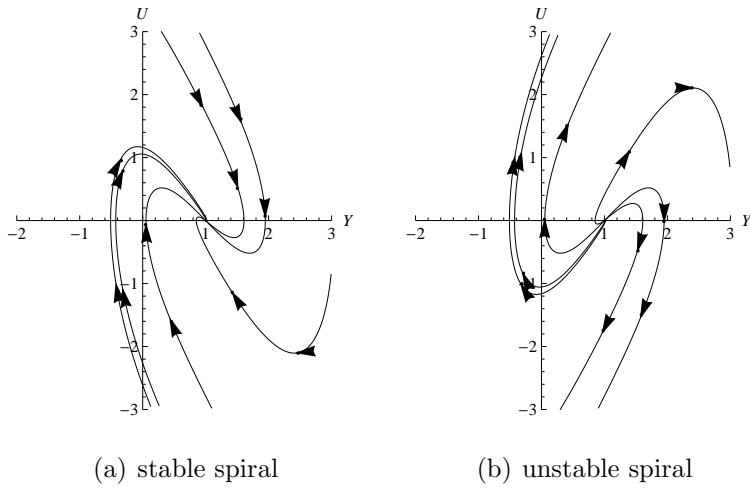 U U
3 3
2 2
1 1
−2 −1 1 2 3 Y −2 −1 1 2 3 Y
−1 −1
−2 −2
−3 −3
(a) stable spiral (b) unstable spiral